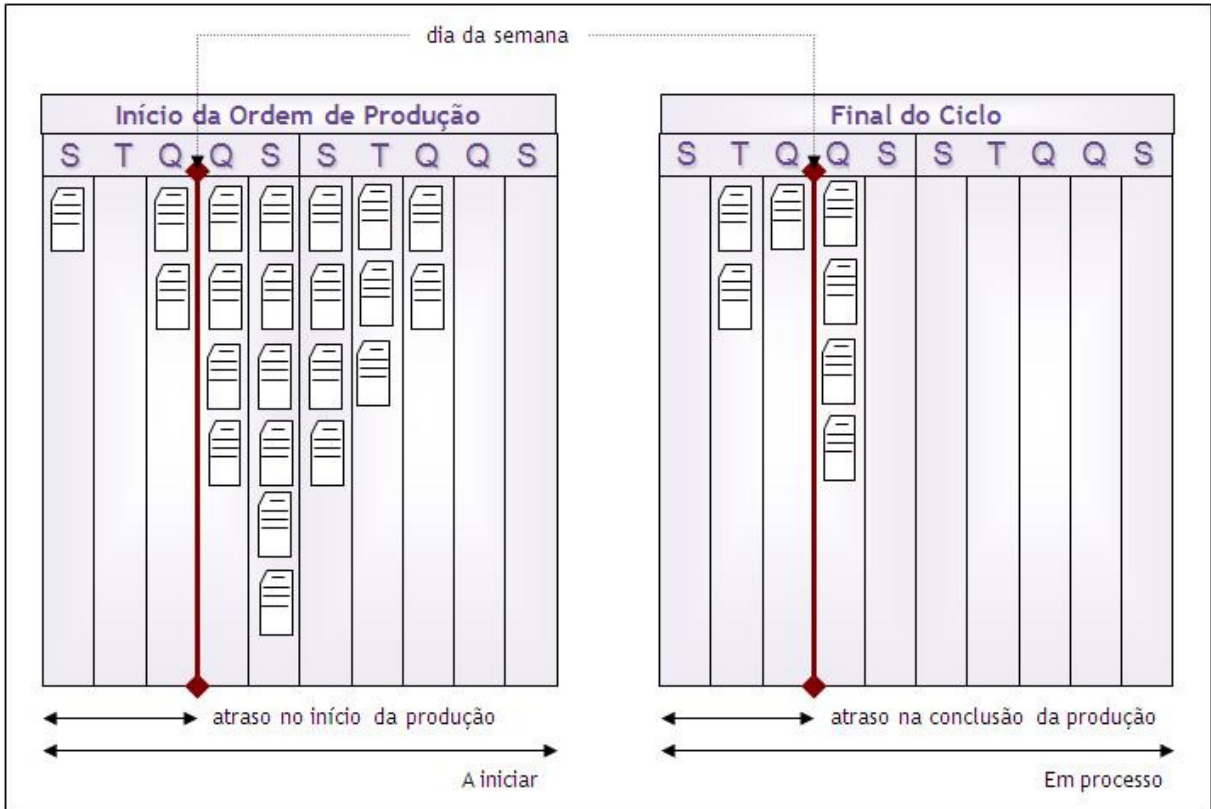 dia da semana
Início da Ordem de Produção
S T Q Q S S T Q Q S
Final do Ciclo
S T Q Q S S T Q Q S
atraso no início da produção
A iniciar
atraso na conclusão da produção
Em processo